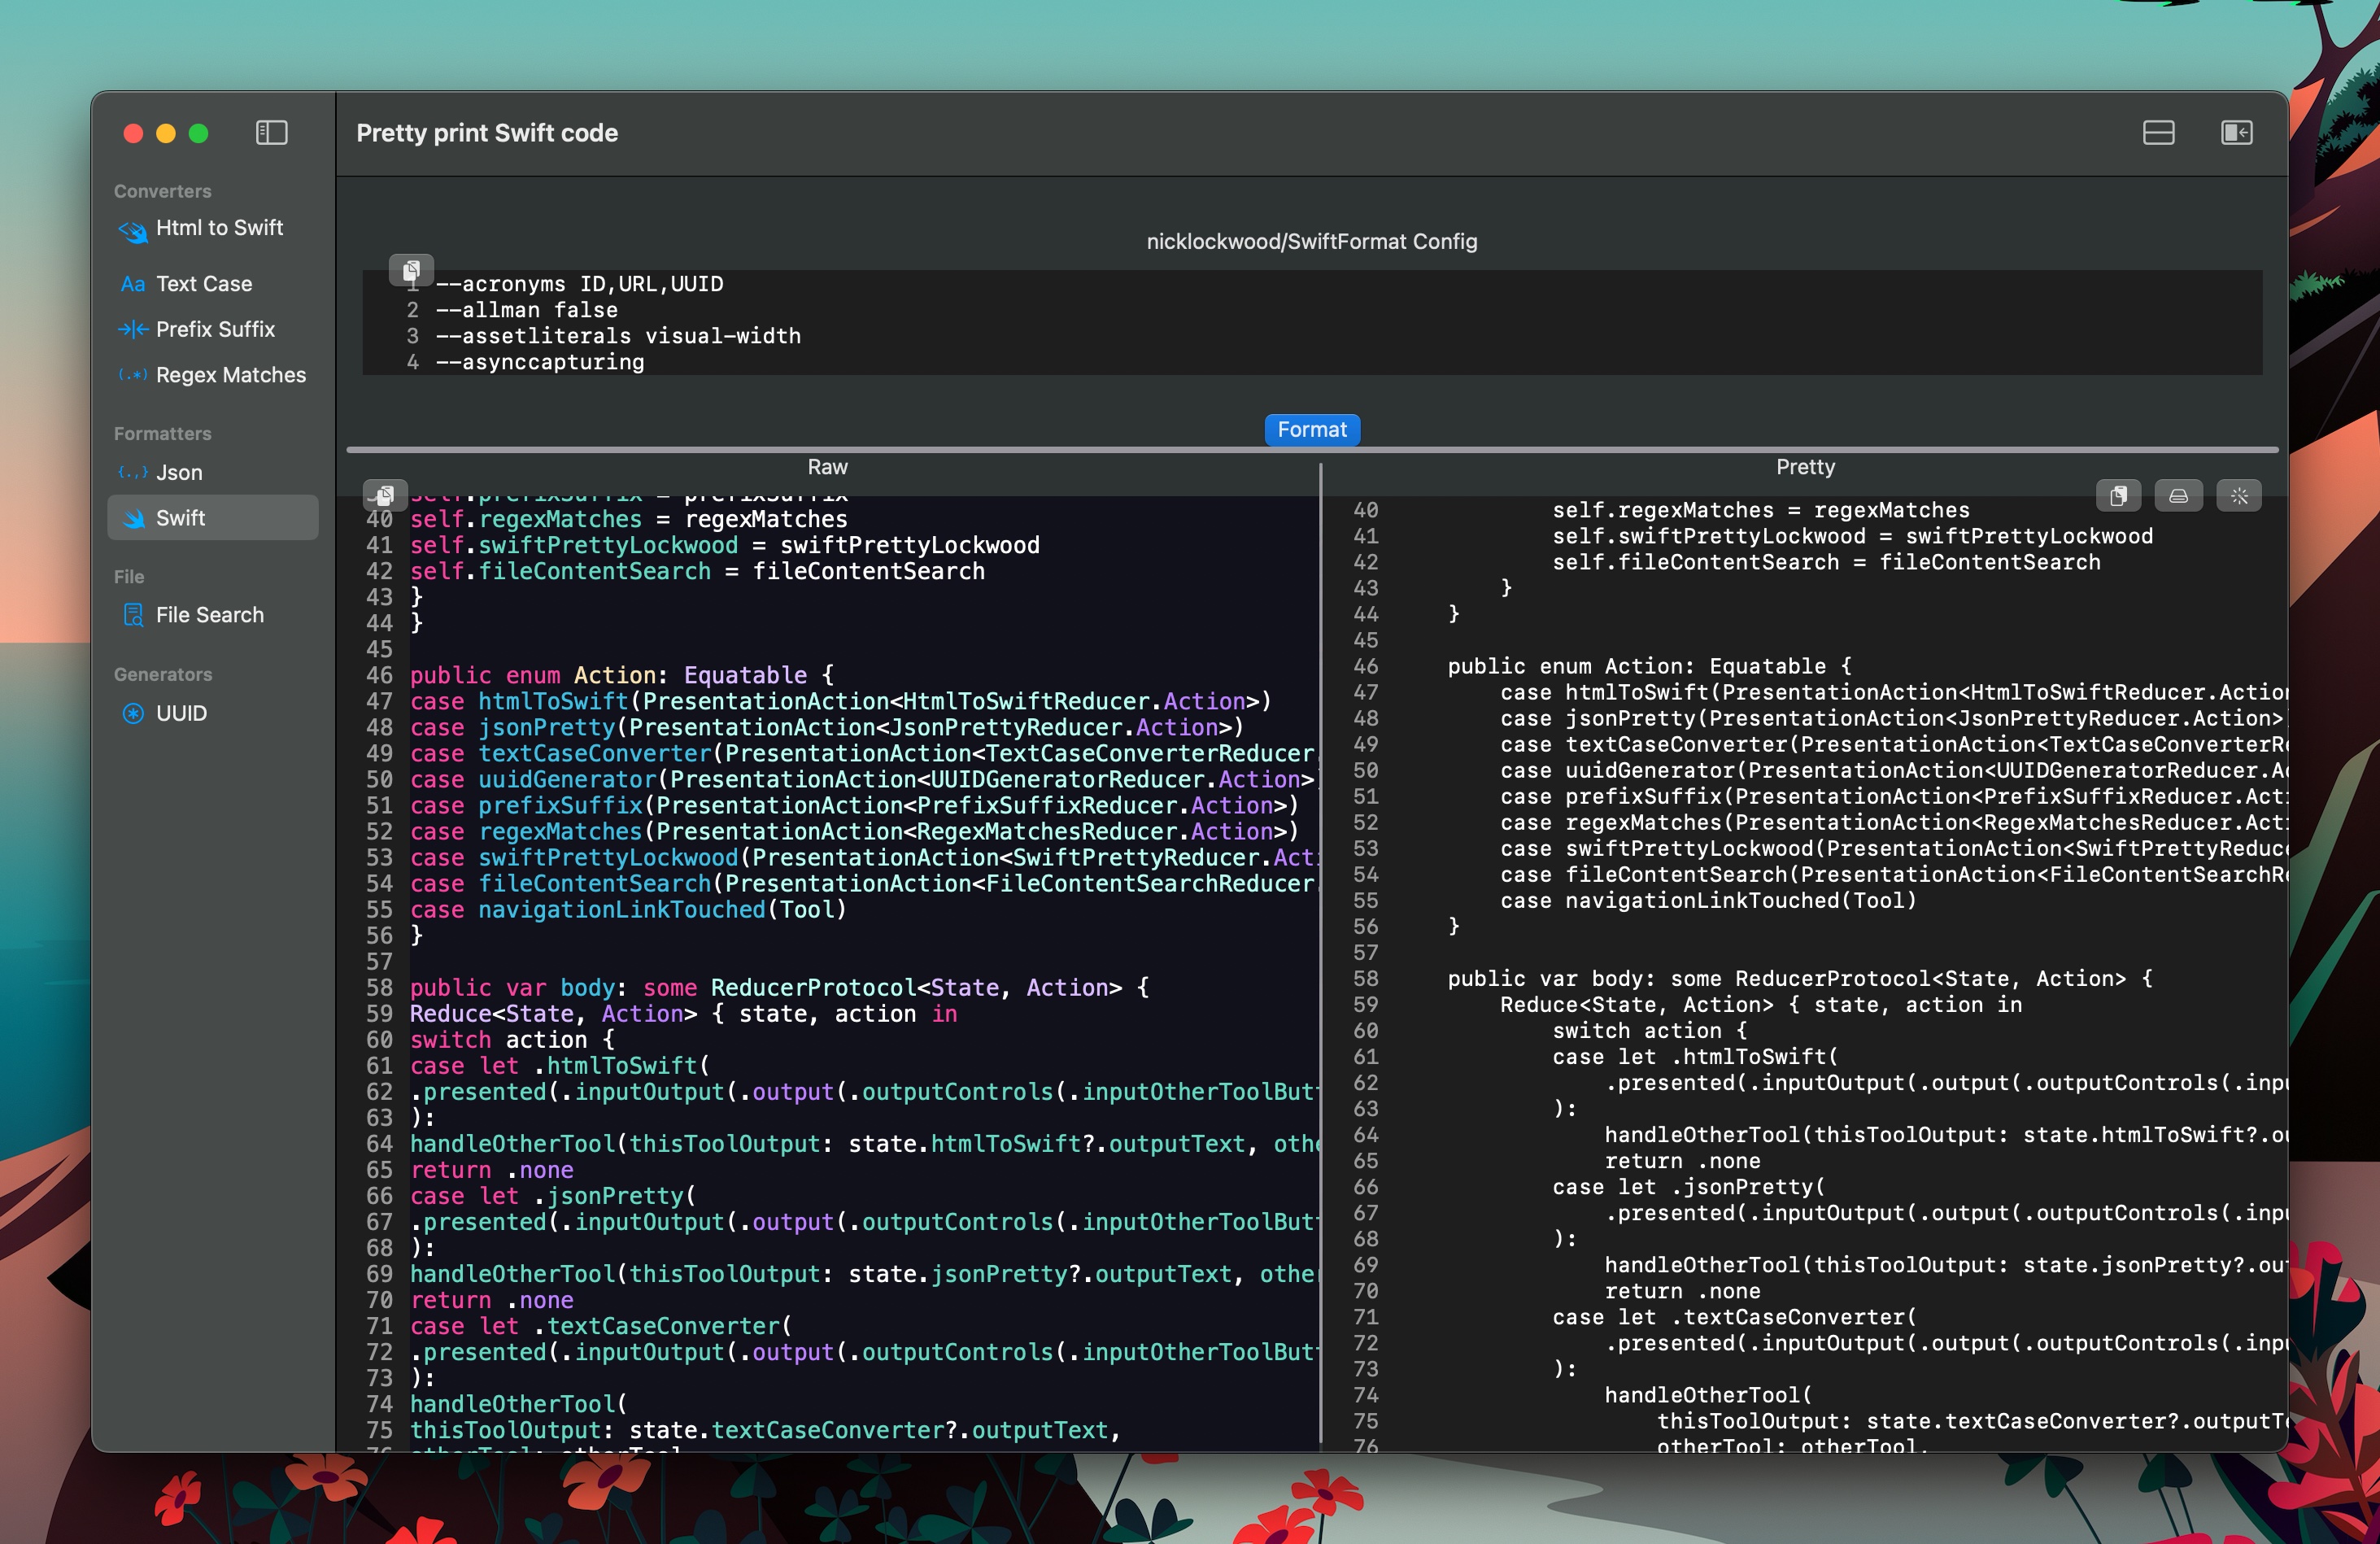 Pretty print Swift code
Converters
Html to Swift
Aa Text Case
Prefix Suffix
(.*) Regex Matches
Formatters
{.,} Json
Swift
File
File Search
Generators
UUID
nicklockwood/SwiftFormat Config
1 --acronyms ID,URL,UUID
2 --allman false
3 --assetliterals visual-width
4 --asynccapturing
Format
Raw
self.prefixSuffix = prefixSuffix
40 self.regexMatches = regexMatches
41 self.swiftPrettyLockwood = swiftPrettyLockwood
42 self.fileContentSearch = fileContentSearch
43 }
44 }
45
46 public enum Action: Equatable {
47 case htmlToSwift(PresentationAction<HtmlToSwiftReducer.Action>)
48 case jsonPretty(PresentationAction<JsonPrettyReducer.Action>)
49 case textCaseConverter(PresentationAction<TextCaseConverterReducer.
50 case uuidGenerator(PresentationAction<UUIDGeneratorReducer.Action>
51 case prefixSuffix(PresentationAction<PrefixSuffixReducer.Action>)
52 case regexMatches(PresentationAction<RegexMatchesReducer.Action>)
53 case swiftPrettyLockwood(PresentationAction<SwiftPrettyReducer.Act
54 case fileContentSearch(PresentationAction<FileContentSearchReducer.
55 case navigationLinkTouched(Tool)
56 }
57
58 public var body: some ReducerProtocol<State, Action> {
59 Reduce<State, Action> { state, action in
60 switch action {
61 case let .htmlToSwift(
62 .presented(.inputOutput(.output(.outputControls(.inputOtherToolBut
63 ):
64 handleOtherTool(thisToolOutput: state.htmlToSwift?.outputText, oth
65 return .none
66 case let .jsonPretty(
67 .presented(.inputOutput(.output(.outputControls(.inputOtherToolBut
68 ):
69 handleOtherTool(thisToolOutput: state.jsonPretty?.outputText, othe
70 return .none
71 case let .textCaseConverter(
72 .presented(.inputOutput(.output(.outputControls(.inputOtherToolBut
73 ):
74 handleOtherTool(
75 thisToolOutput: state.textCaseConverter?.outputText,
76 otherTool: otherTool
Pretty
40 self.regexMatches = regexMatches
41 self.swiftPrettyLockwood = swiftPrettyLockwood
42 self.fileContentSearch = fileContentSearch
43 }
44 }
45
46 public enum Action: Equatable {
47 case htmlToSwift(PresentationAction<HtmlToSwiftReducer.Action
48 case jsonPretty(PresentationAction<JsonPrettyReducer.Action>
49 case textCaseConverter(PresentationAction<TextCaseConverterR
50 case uuidGenerator(PresentationAction<UUIDGeneratorReducer.A
51 case prefixSuffix(PresentationAction<PrefixSuffixReducer.Act
52 case regexMatches(PresentationAction<RegexMatchesReducer.Act
53 case swiftPrettyLockwood(PresentationAction<SwiftPrettyReduc
54 case fileContentSearch(PresentationAction<FileContentSearchR
55 case navigationLinkTouched(Tool)
56 }
57
58 public var body: some ReducerProtocol<State, Action> {
59 Reduce<State, Action> { state, action in
60 switch action {
61 case let .htmlToSwift(
62 .presented(.inputOutput(.output(.outputControls(.inp
63 ):
64 handleOtherTool(thisToolOutput: state.htmlToSwift?.o
65 return .none
66 case let .jsonPretty(
67 .presented(.inputOutput(.output(.outputControls(.inp
68 ):
69 handleOtherTool(thisToolOutput: state.jsonPretty?.ou
70 return .none
71 case let .textCaseConverter(
72 .presented(.inputOutput(.output(.outputControls(.inp
73 ):
74 handleOtherTool(
75 thisToolOutput: state.textCaseConverter?.outputT
76 otherTool: otherTool,